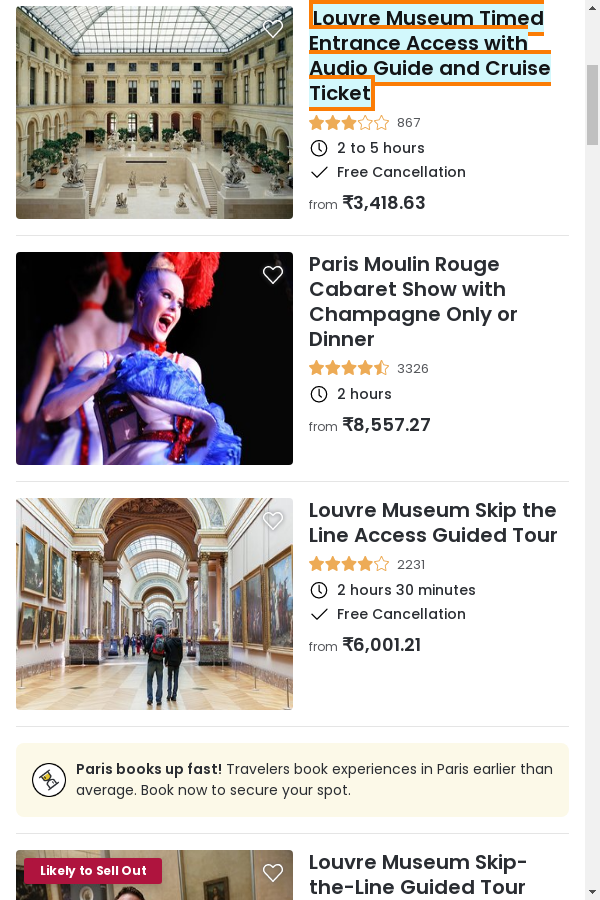 Louvre Museum Timed
Entrance Access with
Audio Guide and Cruise
Ticket
867
2 to 5 hours
Free Cancellation
from ₹3,418.63
Paris Moulin Rouge
Cabaret Show with
Champagne Only or
Dinner
3326
2 hours
from ₹8,557.27
Louvre Museum Skip the
Line Access Guided Tour
2231
2 hours 30 minutes
Free Cancellation
from ₹6,001.21
Paris books up fast! Travelers book experiences in Paris earlier than
average. Book now to secure your spot.
Likely to Sell Out
Louvre Museum Skip-
the-Line Guided Tour